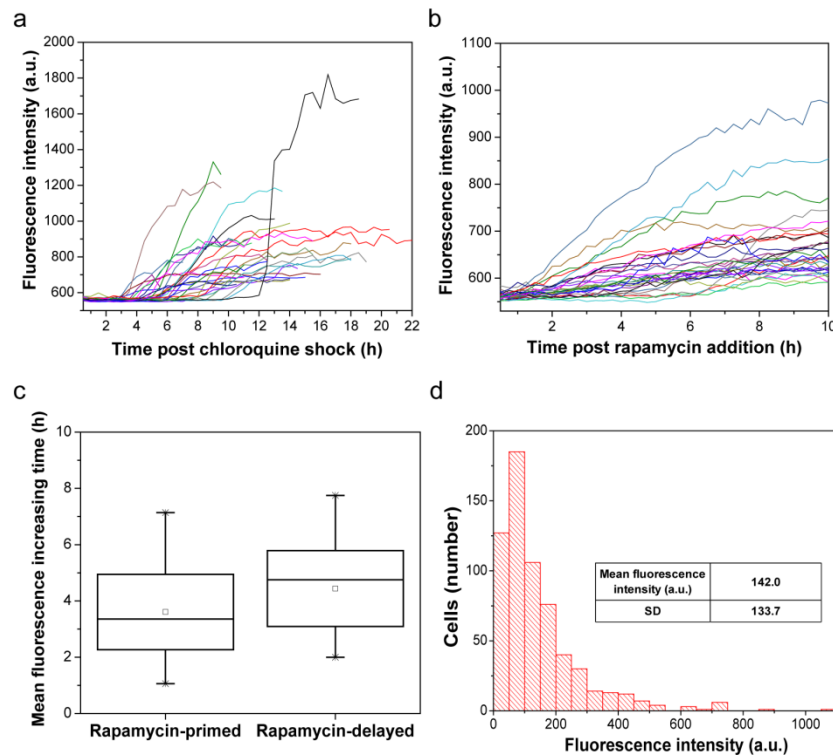 a
2000
1800
1600
1400
1200
1000
800
600
Fluorescence intensity (a.u.)
2 4 6 8 10 12 14 16 18 20 22
Time post chloroquine shock (h)
b
1100
1000
900
800
700
600
Fluorescence intensity (a.u.)
2 4 6 8 10
Time post rapamycin addition (h)
c
10
8
6
4
2
0
Mean fluorescence increasing time (h)
Rapamycin-primed Rapamycin-delayed
d
200
150
100
50
0
Cells (number)
Mean fluorescence
intensity (a.u.)
142.0
SD
133.7
0 200 400 600 800 1000
Fluorescence intensity (a.u.)